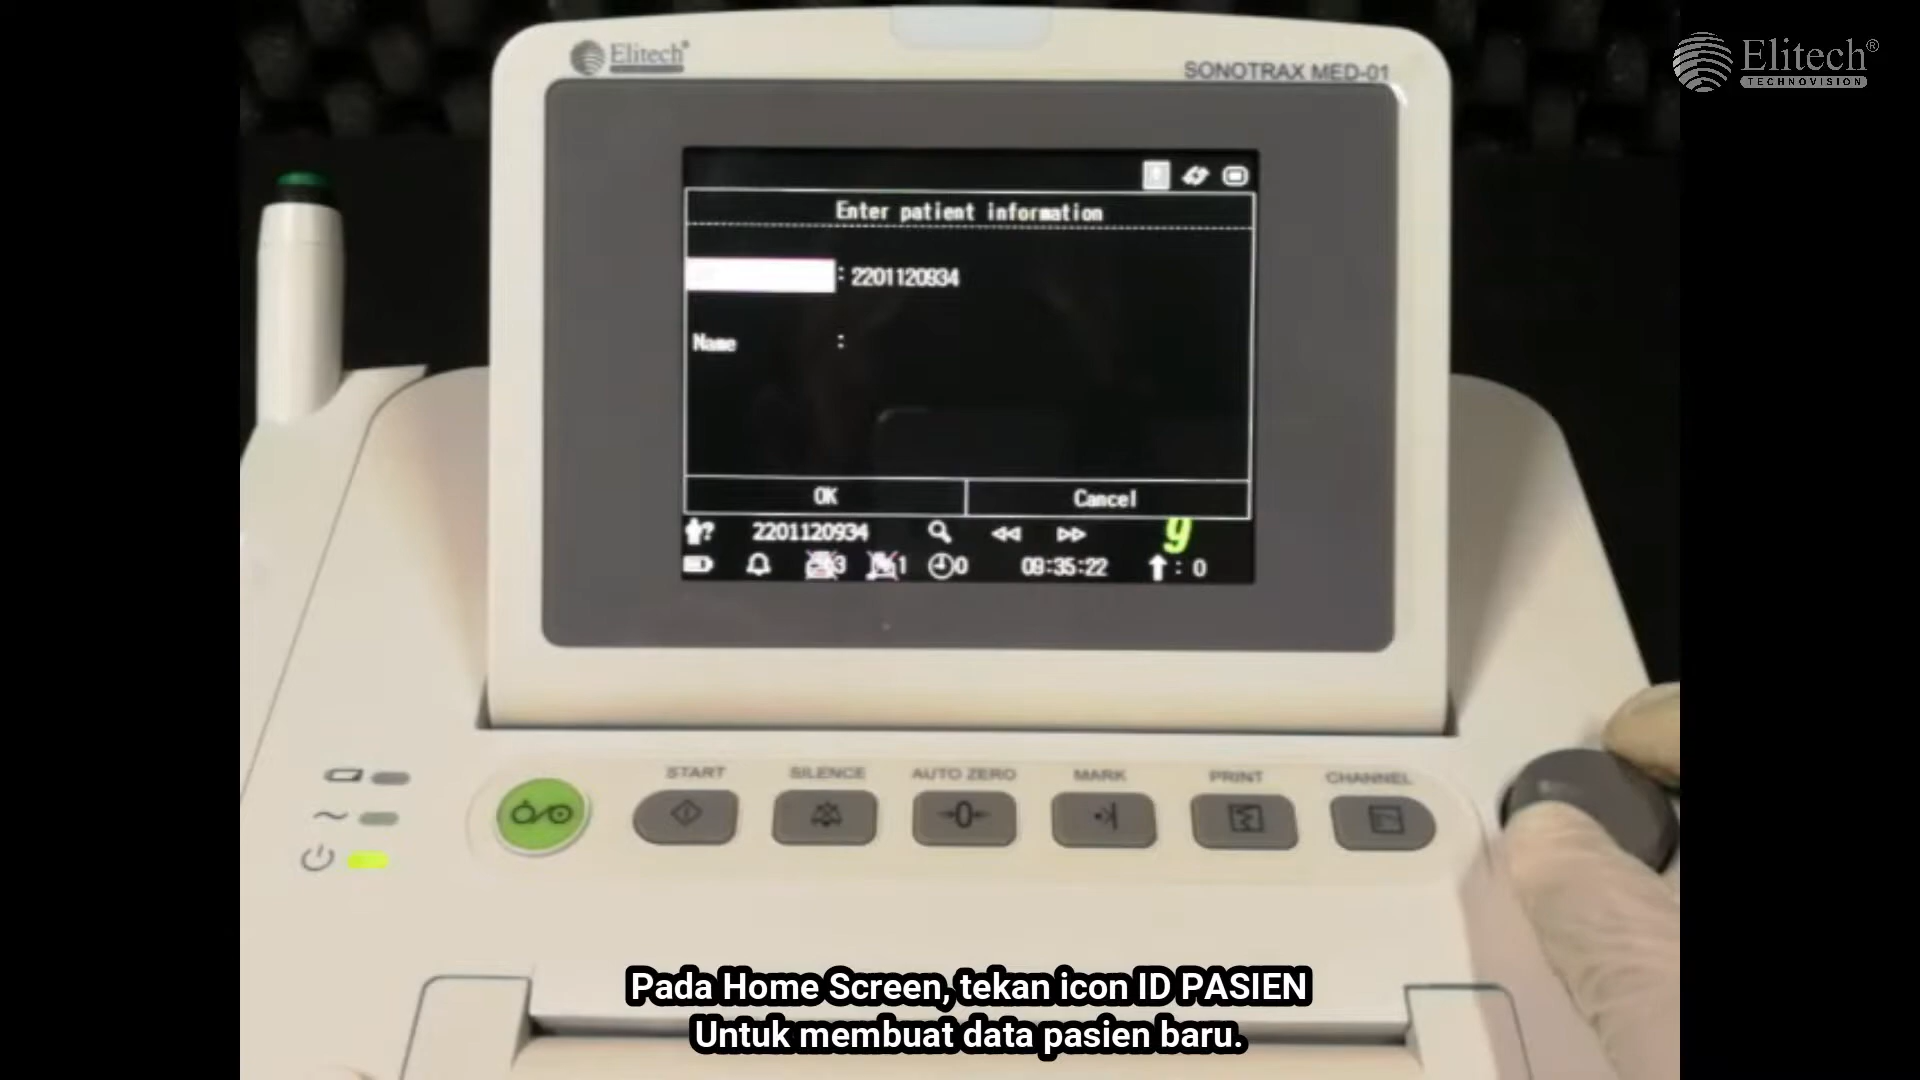 Elitech®
SONOTRAX MED-01
Elitech®
TECHNOVISION
Enter patient information
: 2201120934
Name :
OK Cancel
2201120934
g
3 1 0 09:35:22 : 0
START SILENCE AUTO ZERO MARK PRINT CHANNEL
Pada Home Screen, tekan icon ID PASIEN
Untuk membuat data pasien baru.